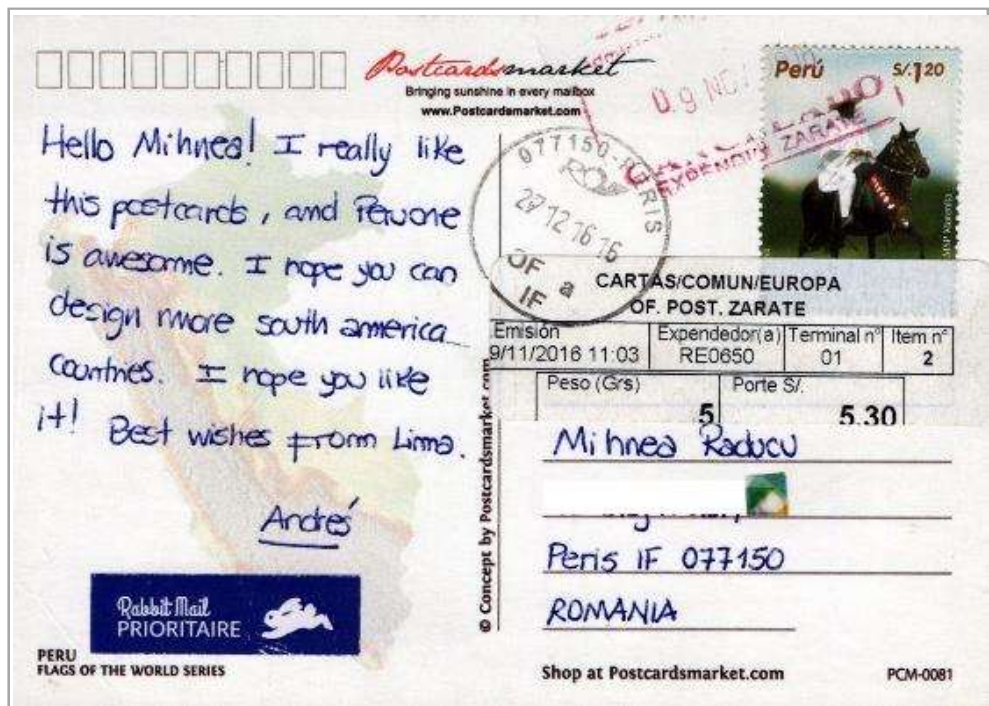 Postcardsmarket
Bringing sunshine in every mailbox
www.Postcardsmarket.com
Hello Mihnea! I really like
this postcards, and Peruone
is awesome. I hope you can
design more south america
countries. I hope you like
it!
Best wishes from Lima.
Andrés
Rabbit Mail
PRIORITAIRE
PERU
FLAGS OF THE WORLD SERIES
© Concept by Postcardsmarket.com
Perú S/.1.20
09 NOV
EXPENDIO ZARATE
077150-PERIS
27 12 16 16
OF a
IF
CARTAS/COMUN/EUROPA
OF. POST. ZARATE
Emisión Expendedor(a) Terminal n° Item n°
9/11/2016 11:03 RE0650 01 2
Peso (Grs) Porte S/.
5 5.30
Mihnea Raducu
Peris IF 077150
ROMANIA
Shop at Postcardsmarket.com
PCM-0081